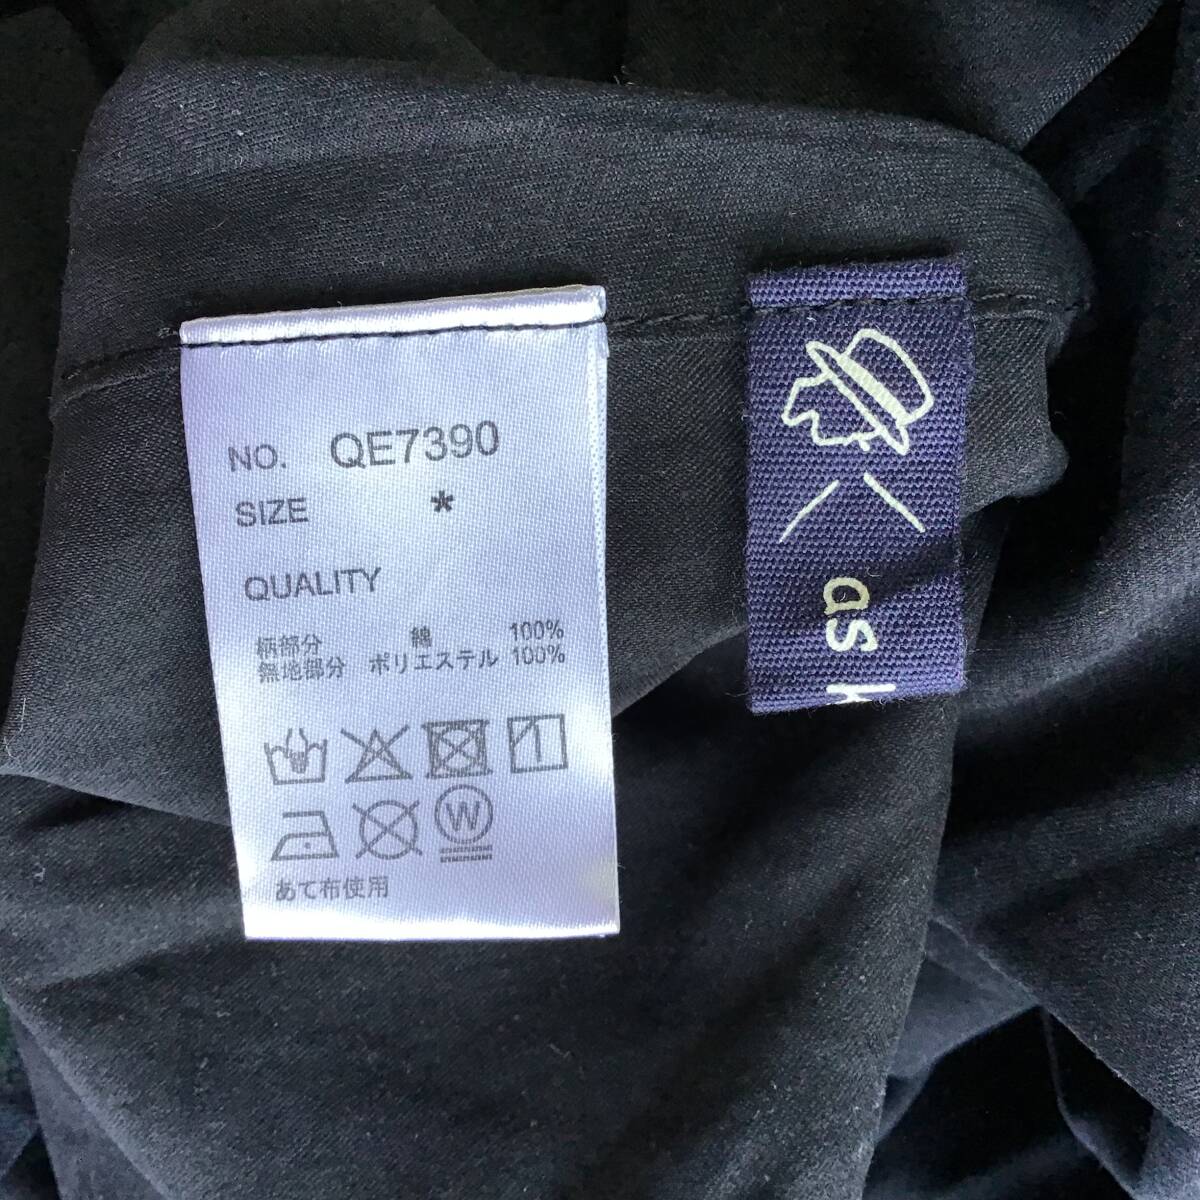 NO. QE7390
SIZE *
QUALITY
柄部分 綿 100%
無地部分 ポリエステル 100%
W
あて布使用
as